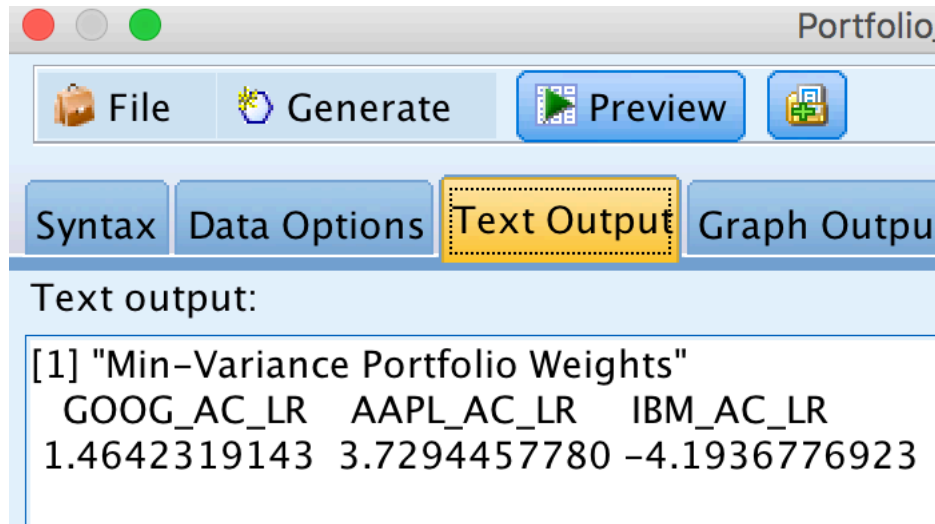 Portfolio_
File Generate Preview
Syntax Data Options Text Output Graph Outpu
Text output:
[1] "Min-Variance Portfolio Weights"
GOOG_AC_LR AAPL_AC_LR IBM_AC_LR
1.4642319143 3.7294457780 -4.1936776923